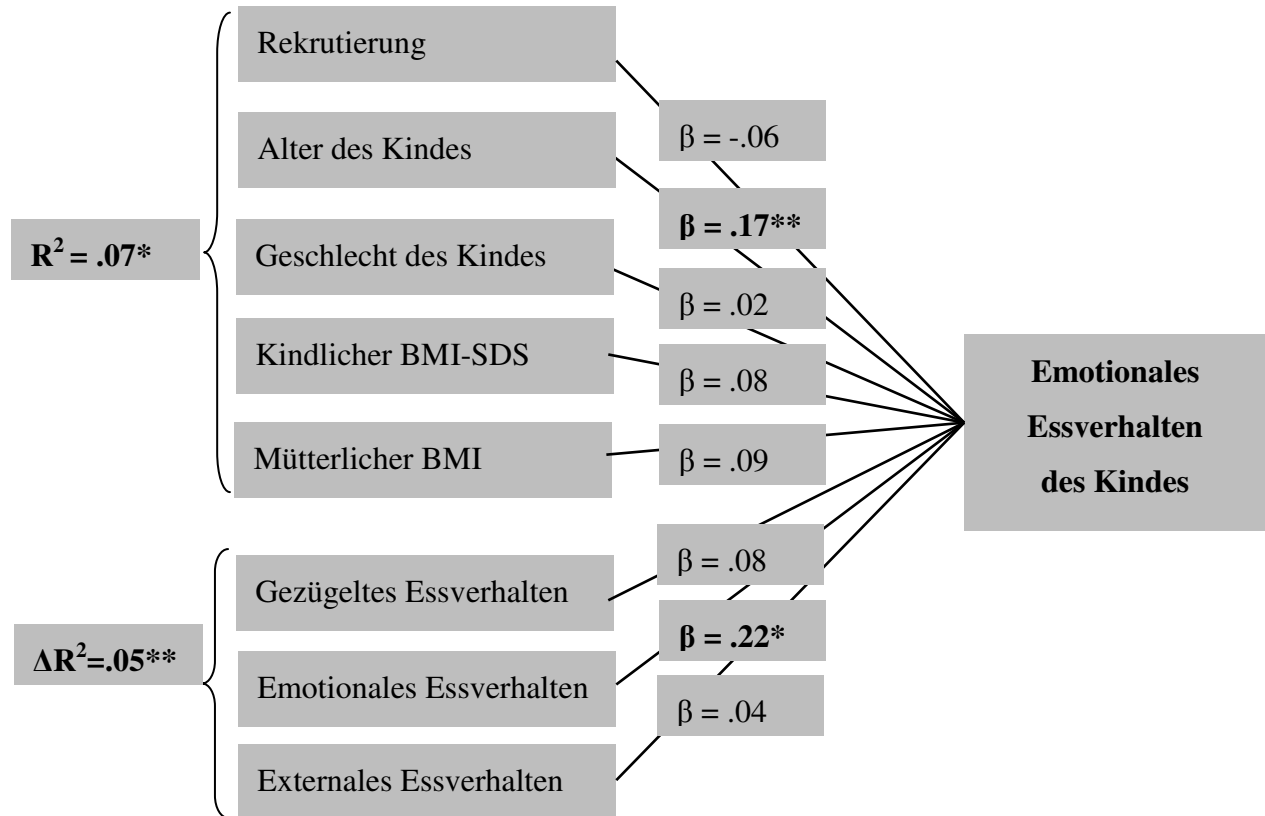 Rekrutierung
β = -.06
Alter des Kindes
β = .17**
R² = .07*
Geschlecht des Kindes
β = .02
Kindlicher BMI-SDS
β = .08
Mütterlicher BMI
β = .09
Emotionales
Essverhalten
des Kindes
Gezügeltes Essverhalten
β = .08
ΔR²=.05**
Emotionales Essverhalten
β = .22*
Externales Essverhalten
β = .04